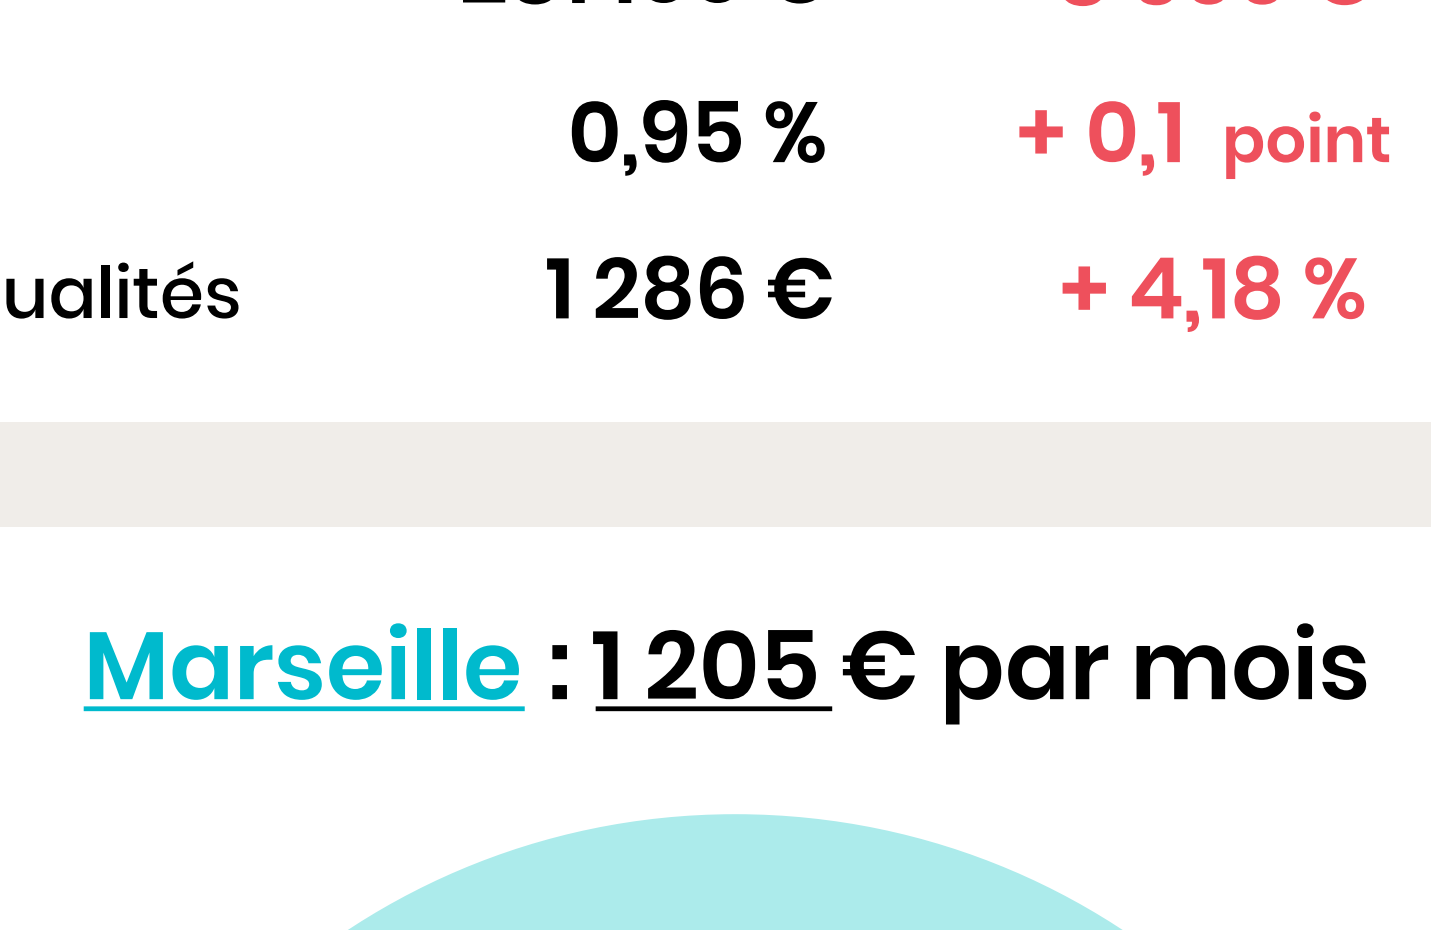 0,95 % + 0,1 point
ualités 1 286 € + 4,18 %
Marseille : 1 205 € par mois